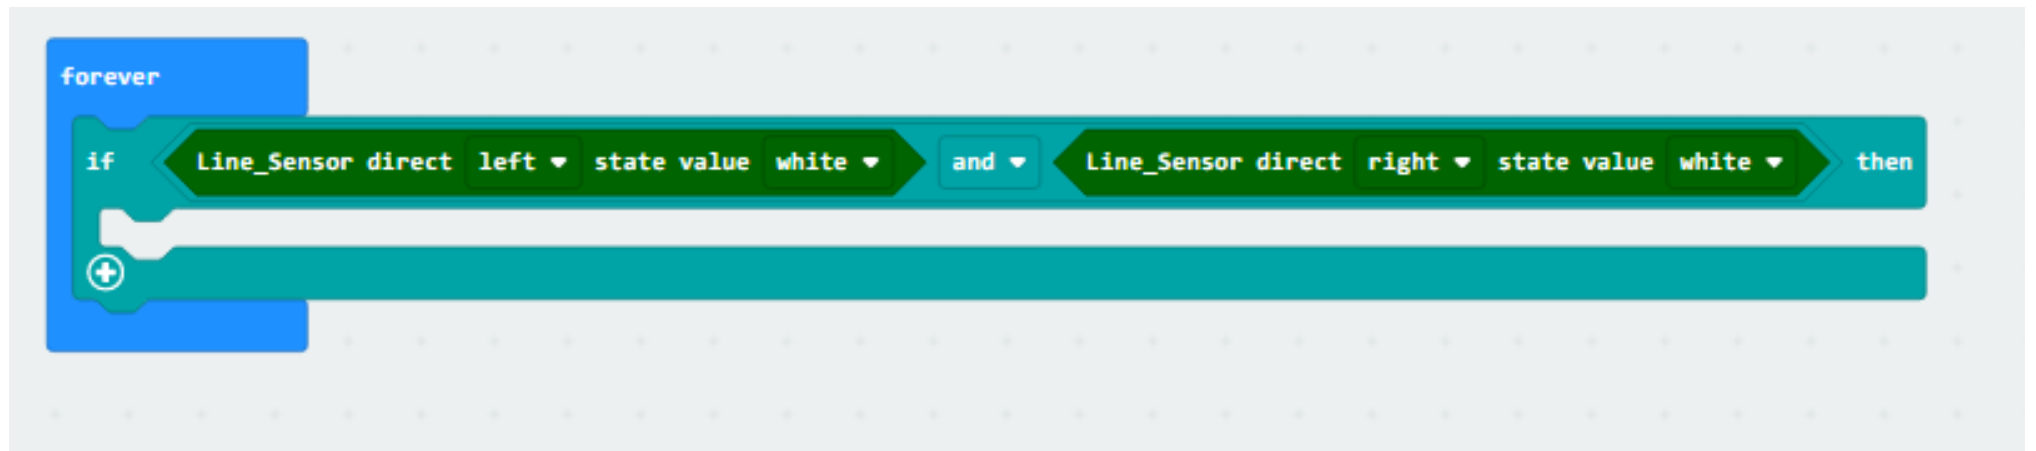 forever
if Line_Sensor direct left state value white and Line_Sensor direct right state value white then